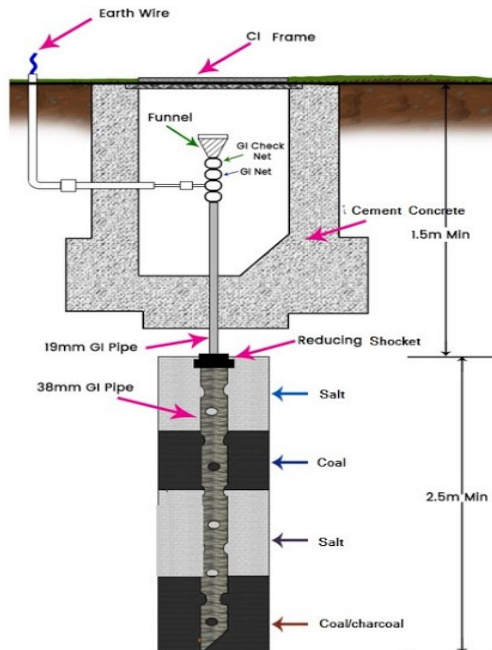 Earth Wire
CI Frame
Funnel
GI Check
Net
GI Net
Cement Concrete
1.5m Min
19mm GI Pipe
Reducing Shocket
38mm GI Pipe
Salt
Coal
2.5m Min
Salt
Coal/charcoal